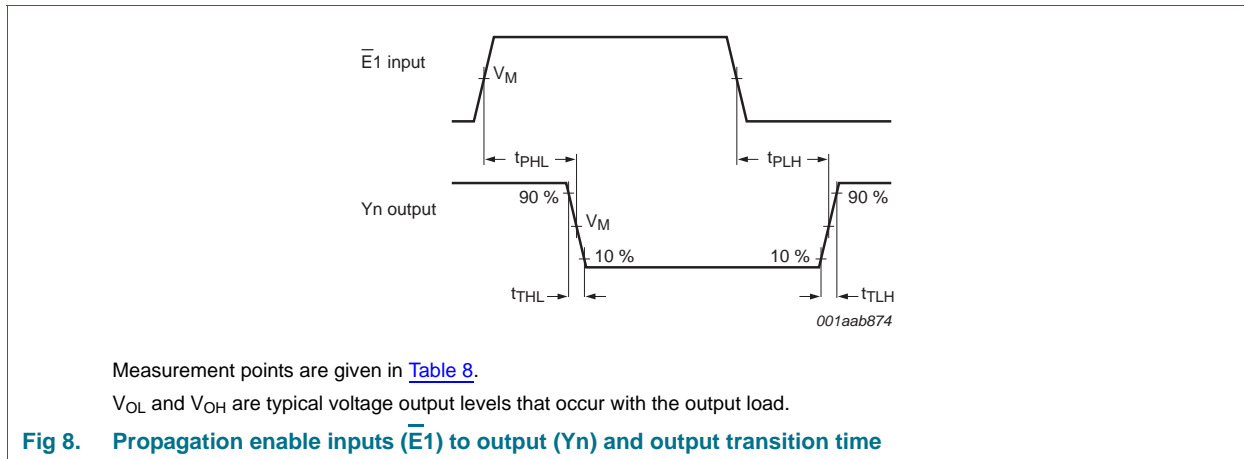 E̅1 input
VM
tPHL
tPLH
90 %
90 %
Yn output
VM
10 %
10 %
tTHL
tTLH
001aab874
Measurement points are given in Table 8.
VOL and VOH are typical voltage output levels that occur with the output load.
Fig 8. Propagation enable inputs (E̅1) to output (Yn) and output transition time